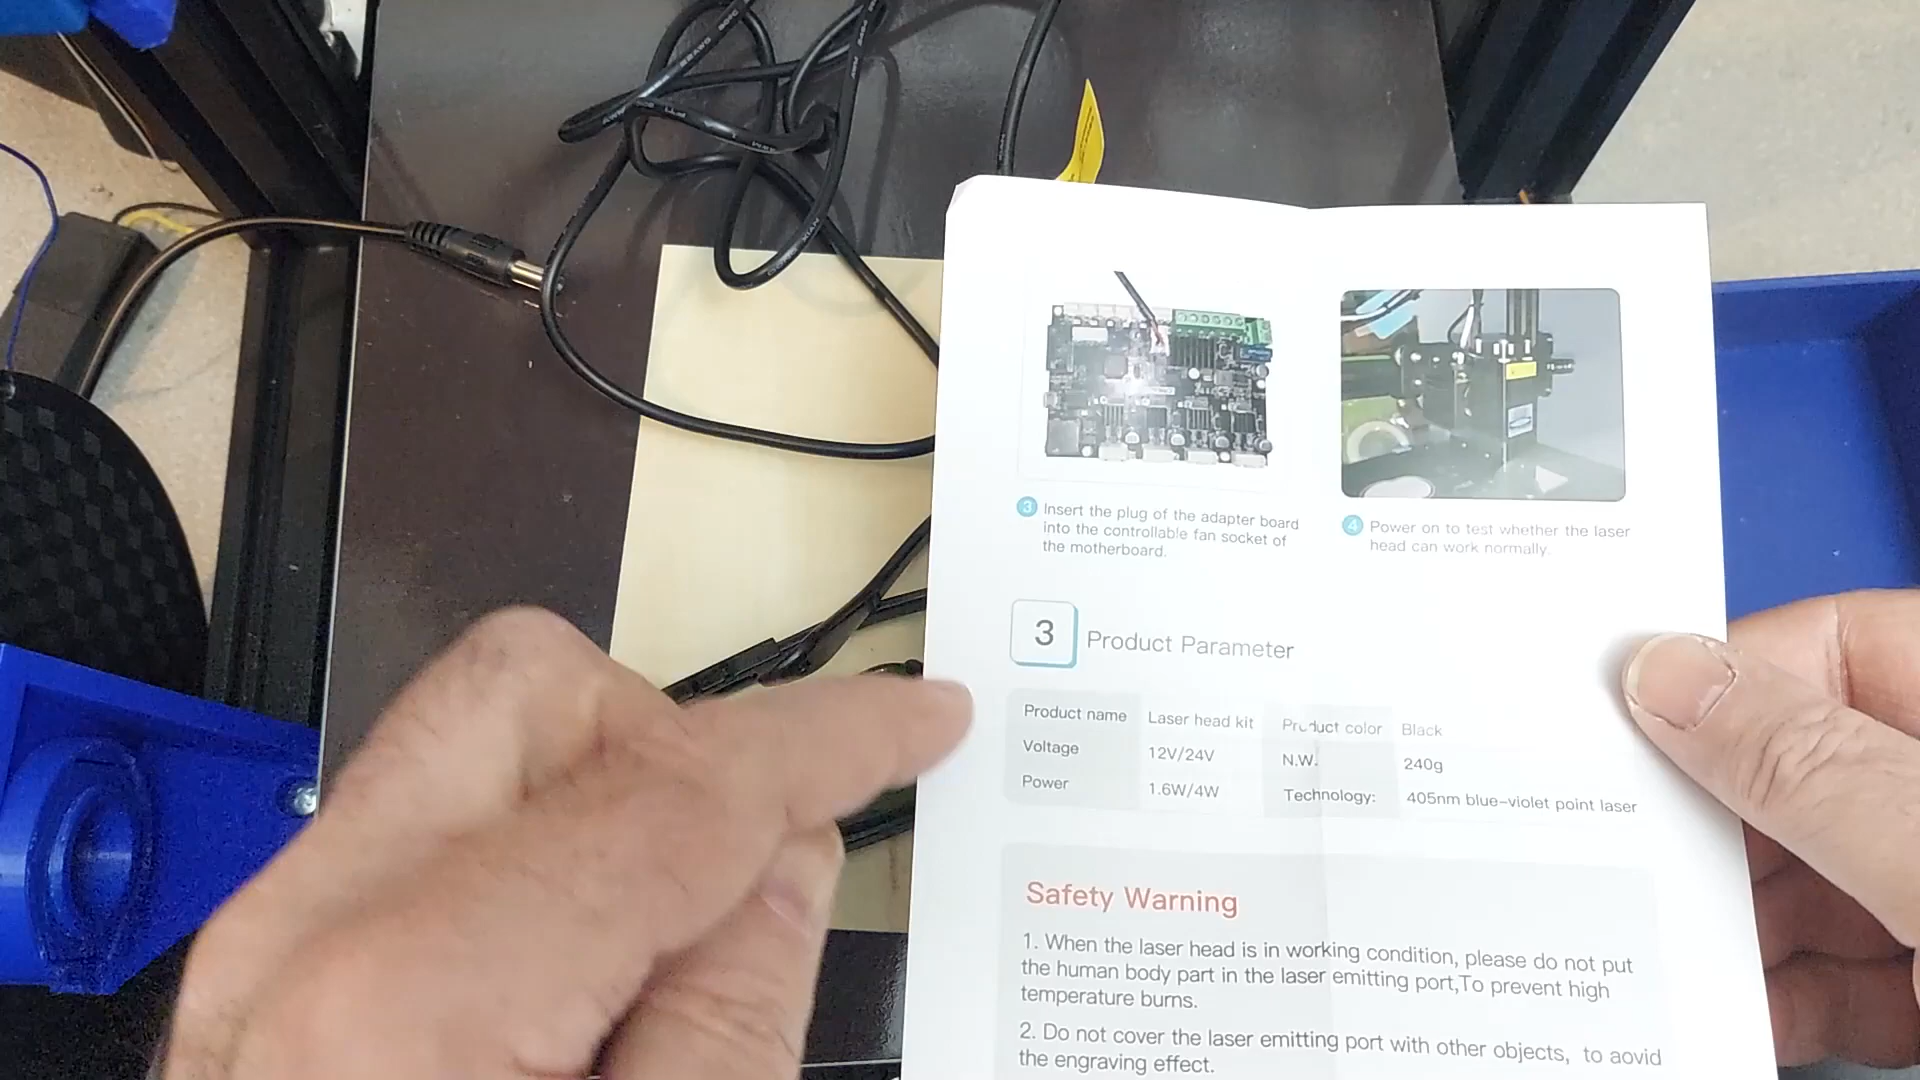 3 Insert the plug of the adapter board
into the controllable fan socket of
the motherboard.
4 Power on to test whether the laser
head can work normally.
3 Product Parameter
Product name Laser head kit Product color Black
Voltage 12V/24V N.W. 240g
Power 1.6W/4W Technology: 405nm blue-violet point laser
Safety Warning
1. When the laser head is in working condition, please do not put
the human body part in the laser emitting port,To prevent high
temperature burns.
2. Do not cover the laser emitting port with other objects, to aovid
the engraving effect.